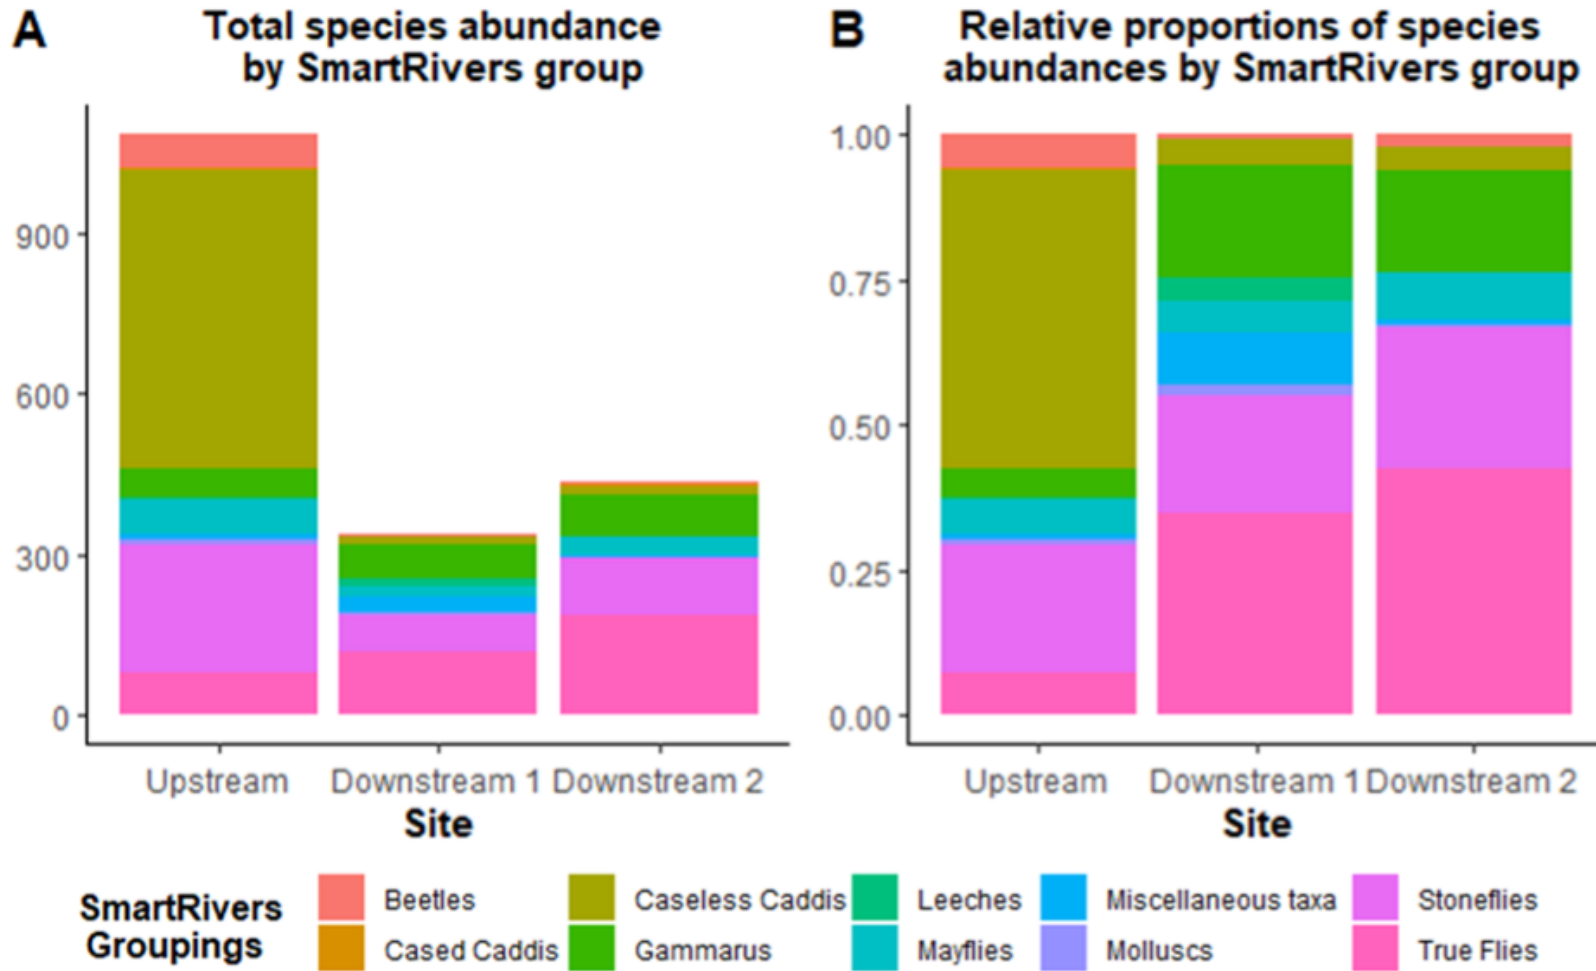 A
Total species abundance
by SmartRivers group
900
600
300
0
Upstream Downstream 1 Downstream 2
Site
B
Relative proportions of species
abundances by SmartRivers group
1.00
0.75
0.50
0.25
0.00
Upstream Downstream 1 Downstream 2
Site
SmartRivers
Groupings
Beetles
Cased Caddis
Caseless Caddis
Gammarus
Leeches
Mayflies
Miscellaneous taxa
Molluscs
Stoneflies
True Flies